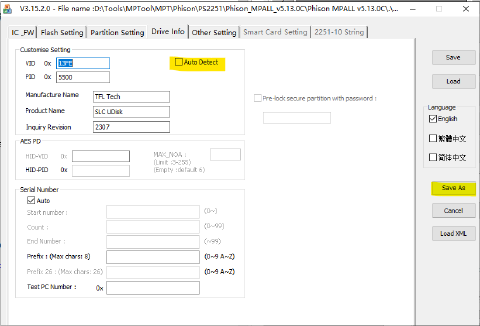 V3.15.2.0 - File name :D:\Tools\MPTool\MPT\Phison\PS2251\Phison_MPALL_v5.13.0C\Phison MPALL v5.13.0C\.\...
IC_FW Flash Setting Partition Setting Drive Info Other Setting Smart Card Setting 2251-10 String
Customise Setting
VID 0x 13FE Auto Detect
PID 0x 5500
Manufacture Name TFL Tech
Product Name SLC UDisk
Inquiry Revision 2307
Pre-lock secure partition with password :
AES PD
HID-VID 0x
HID-PID 0x
MAX_NOA :
(Limit :3~255)
(Empty :default 6)
Serial Number
Auto
Start number : (0~)
Count : (0~99)
End Number : (~99)
Prefix : (Max chars: 8) (0~9 A~Z)
Prefix 26 : (Max chars: 26) (0~9 A~Z)
Test PC Number : 0x
Save
Load
Language
English
繁體中文
简体中文
Save As
Cancel
Load XML